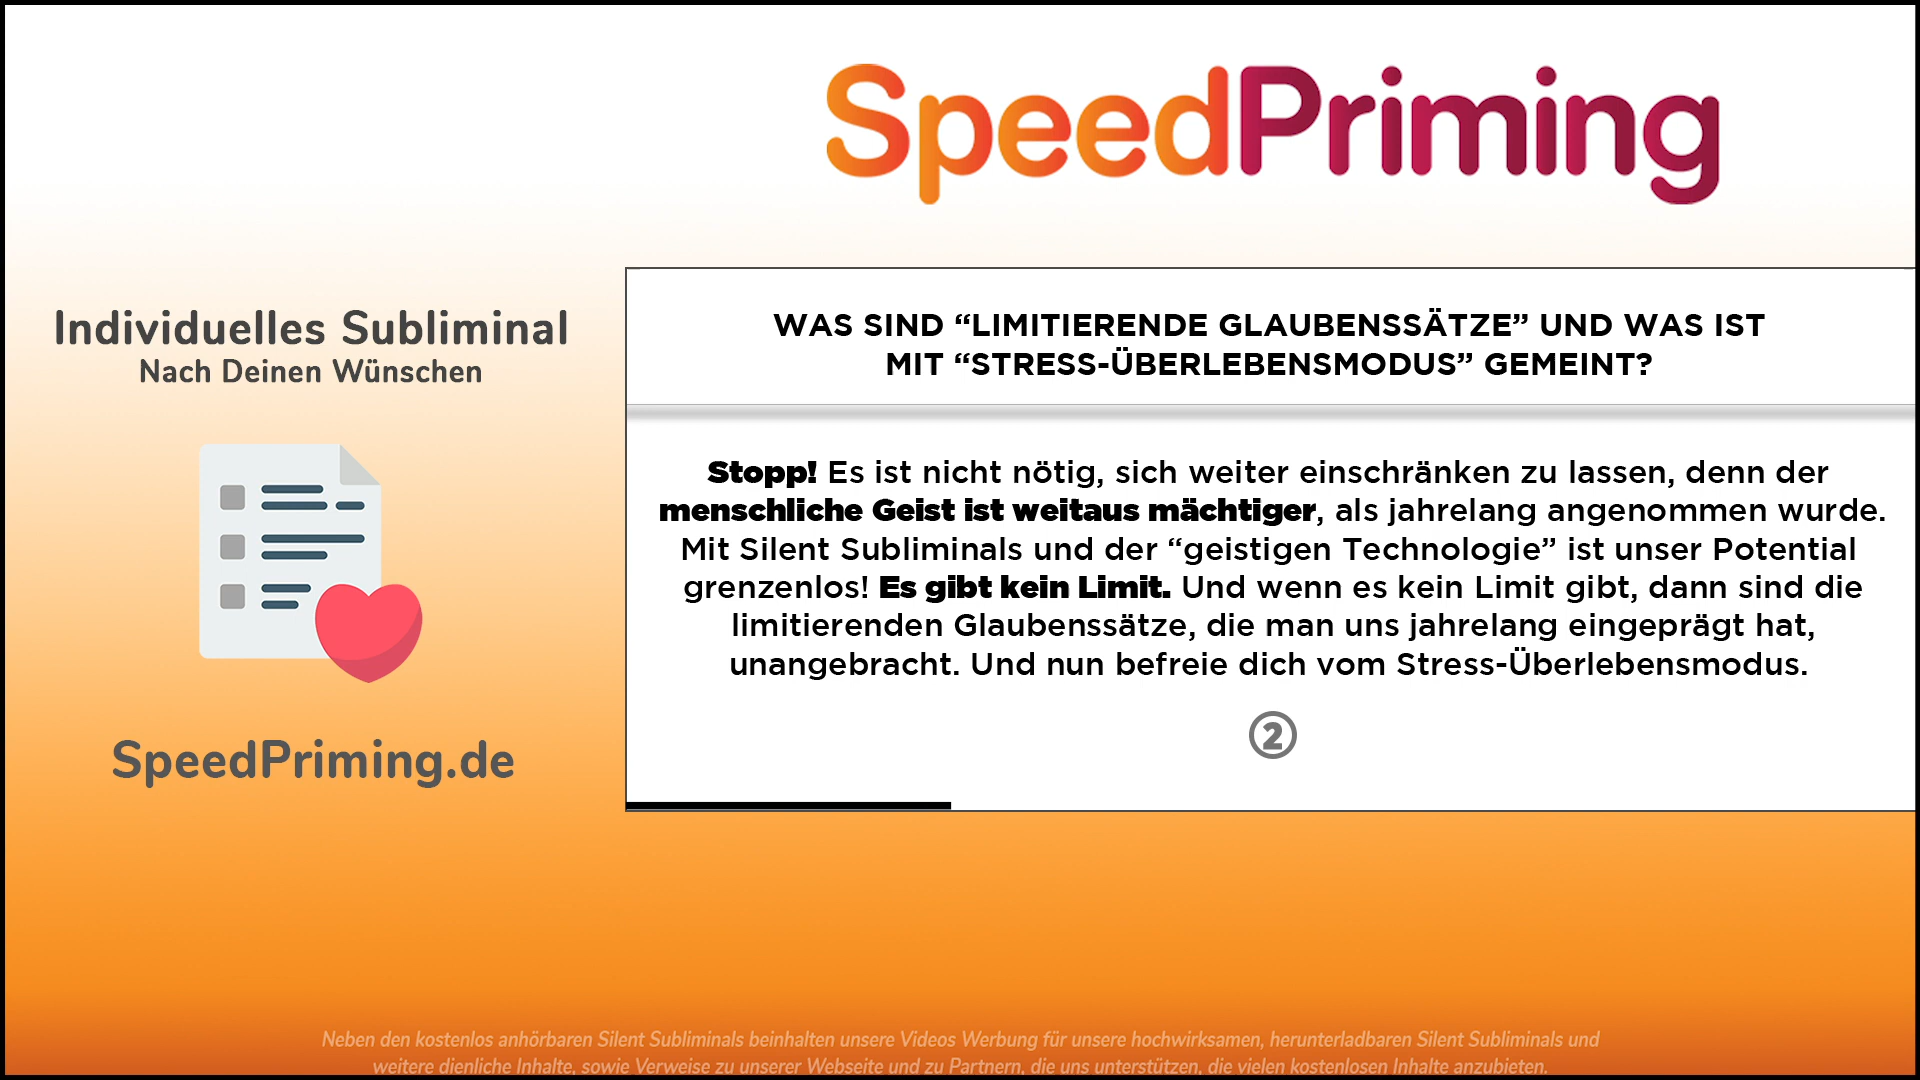 SpeedPriming
Individuelles Subliminal
Nach Deinen Wünschen
SpeedPriming.de
WAS SIND “LIMITIERENDE GLAUBENSSÄTZE” UND WAS IST
MIT “STRESS-ÜBERLEBENSMODUS” GEMEINT?
Stopp! Es ist nicht nötig, sich weiter einschränken zu lassen, denn der
menschliche Geist ist weitaus mächtiger, als jahrelang angenommen wurde.
Mit Silent Subliminals und der “geistigen Technologie” ist unser Potential
grenzenlos! Es gibt kein Limit. Und wenn es kein Limit gibt, dann sind die
limitierenden Glaubenssätze, die man uns jahrelang eingeprägt hat,
unangebracht. Und nun befreie dich vom Stress-Überlebensmodus.
2
Neben den kostenlos anhörbaren Silent Subliminals beinhalten unsere Videos Werbung für unsere hochwirksamen, herunterladbaren Silent Subliminals und
weitere dienliche Inhalte, sowie Verweise zu unserer Webseite und zu Partnern, die uns unterstützen, die vielen kostenlosen Inhalte anzubieten.